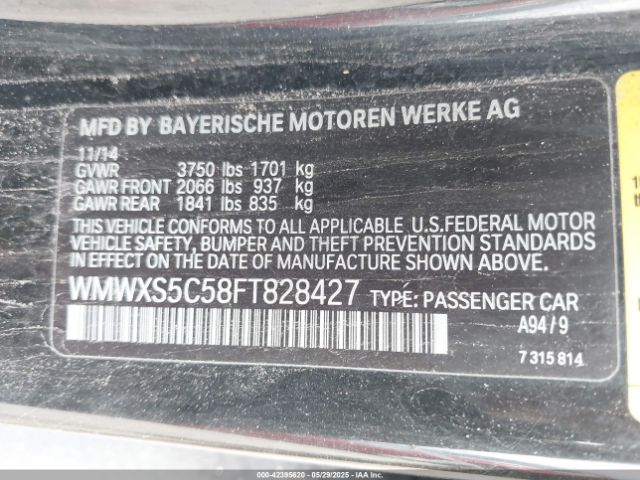 MFD BY BAYERISCHE MOTOREN WERKE AG
11/14
GVWR 3750 lbs 1701 kg
GAWR FRONT 2066 lbs 937 kg
GAWR REAR 1841 lbs 835 kg
THIS VEHICLE CONFORMS TO ALL APPLICABLE U.S.FEDERAL MOTOR
VEHICLE SAFETY, BUMPER AND THEFT PREVENTION STANDARDS
IN EFFECT ON THE DATE OF MANUFACTURE SHOWN ABOVE.
WMWXS5C58FT828427 TYPE: PASSENGER CAR
A94/9
7 315 814
000-42395620 - 05/29/2025 - IAAI.COM